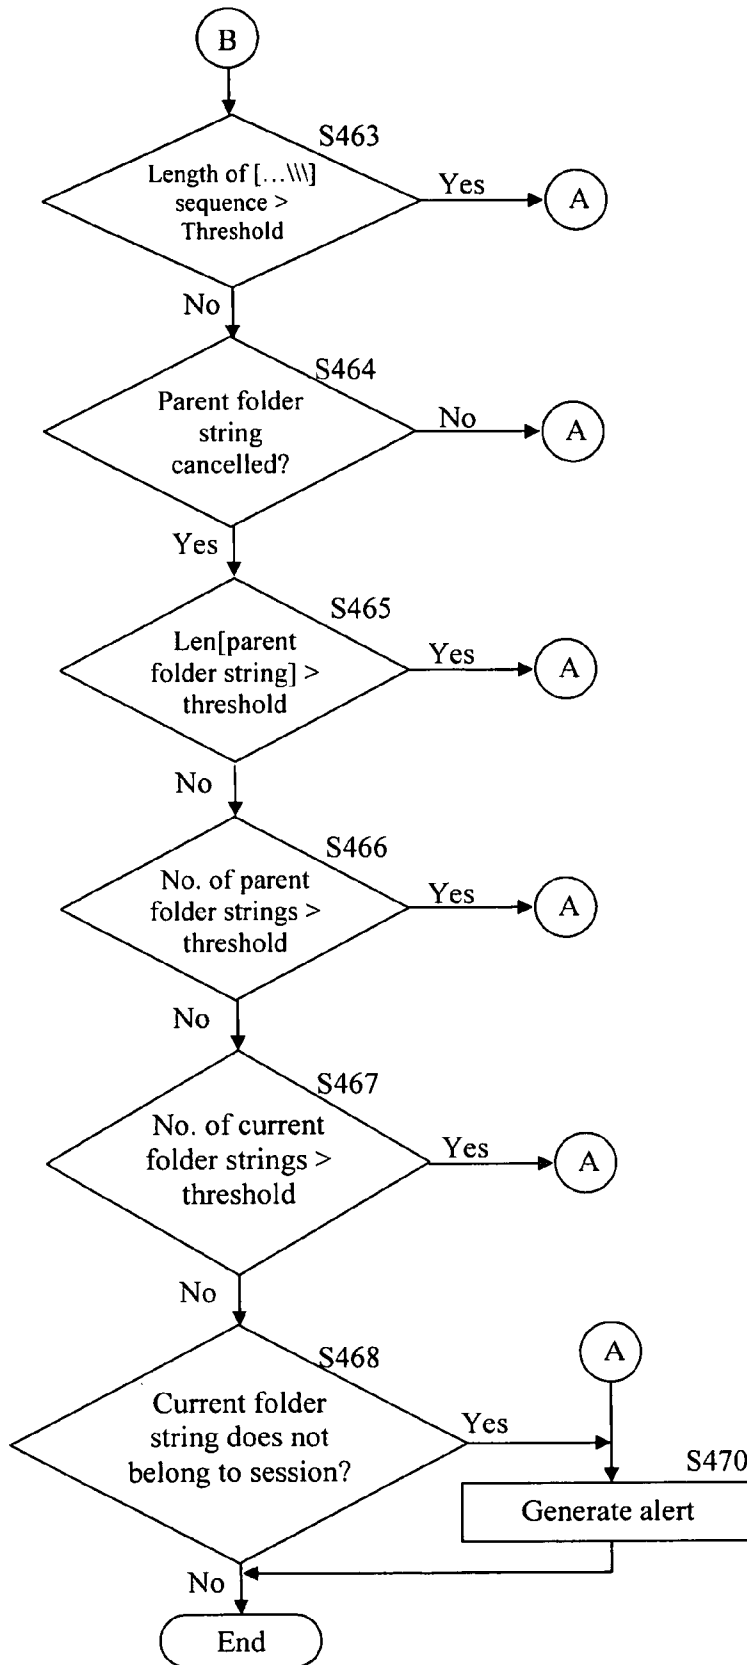 B
S463
Length of [...\\\]
sequence >
Threshold
Yes
A
No
S464
Parent folder
string
cancelled?
No
A
Yes
S465
Len[parent
folder string] >
threshold
Yes
A
No
S466
No. of parent
folder strings >
threshold
Yes
A
No
S467
No. of current
folder strings >
threshold
Yes
A
No
S468
A
Current folder
string does not
belong to session?
Yes
S470
Generate alert
No
End